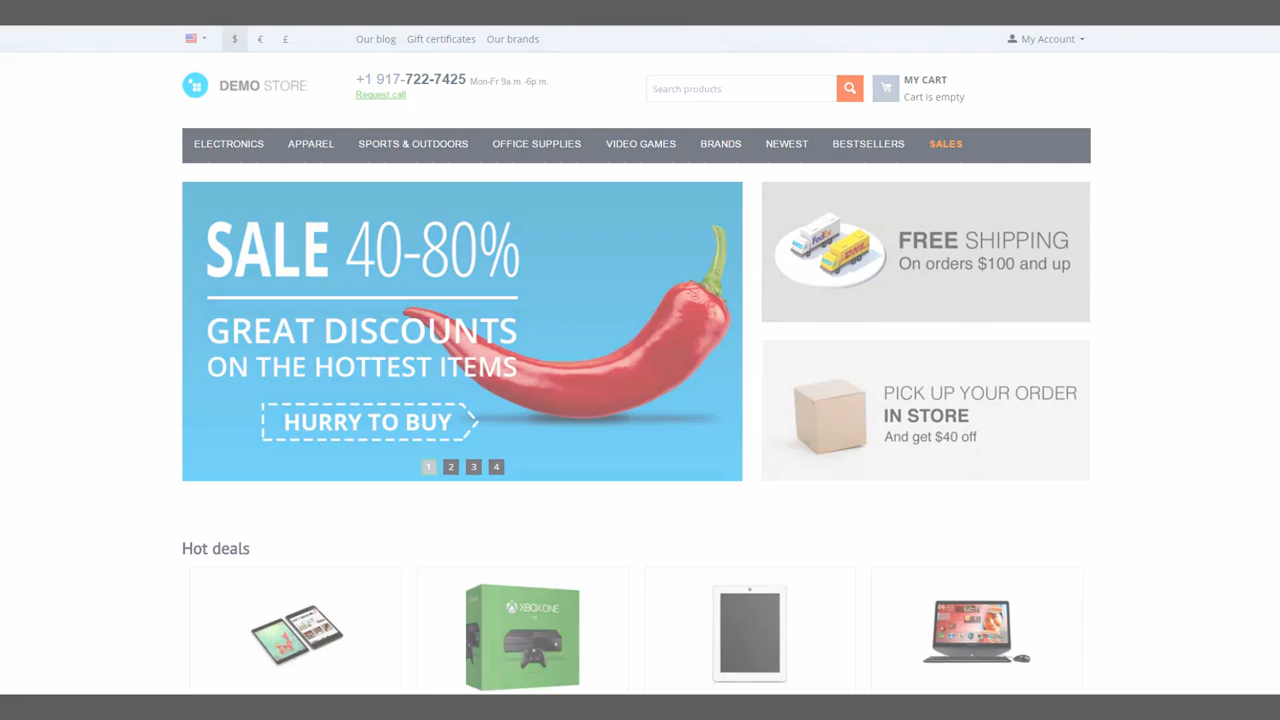 $ € £ Our blog Gift certificates Our brands My Account
DEMO STORE
+1 917-722-7425 Mon-Fr 9a.m.-6p.m.
Request call
Search products
MY CART
Cart is empty
ELECTRONICS APPAREL SPORTS & OUTDOORS OFFICE SUPPLIES VIDEO GAMES BRANDS NEWEST BESTSELLERS SALES
SALE 40-80%
GREAT DISCOUNTS
ON THE HOTTEST ITEMS
HURRY TO BUY
1 2 3 4
FedEx
FREE SHIPPING
On orders $100 and up
PICK UP YOUR ORDER
IN STORE
And get $40 off
Hot deals
XBOX ONE